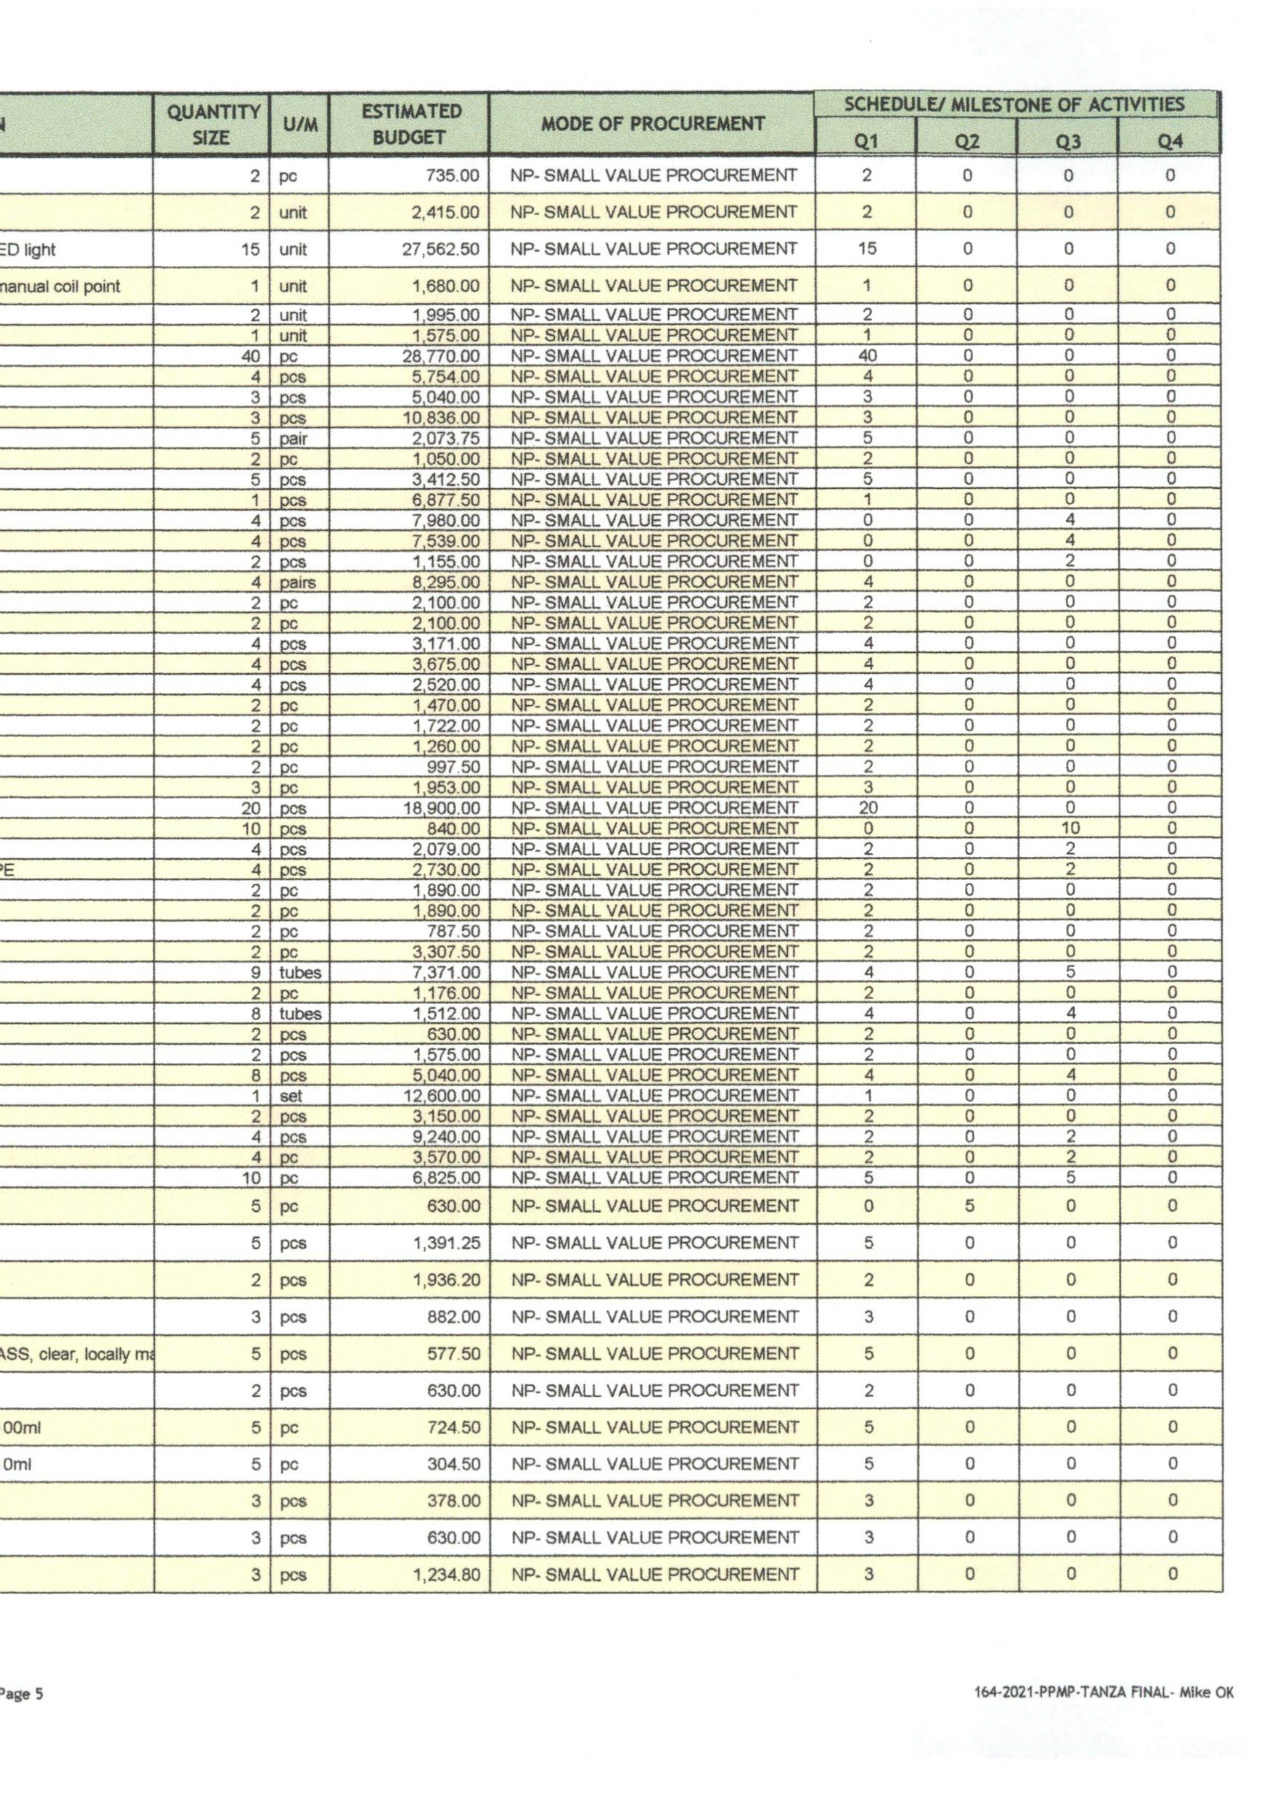 N QUANTITY SIZE U/M ESTIMATED BUDGET MODE OF PROCUREMENT SCHEDULE/ MILESTONE OF ACTIVITIES
Q1 Q2 Q3 Q4
2 pc 735.00 NP- SMALL VALUE PROCUREMENT 2 0 0 0
2 unit 2,415.00 NP- SMALL VALUE PROCUREMENT 2 0 0 0
ED light 15 unit 27,562.50 NP- SMALL VALUE PROCUREMENT 15 0 0 0
manual coil point 1 unit 1,680.00 NP- SMALL VALUE PROCUREMENT 1 0 0 0
2 unit 1,995.00 NP- SMALL VALUE PROCUREMENT 2 0 0 0
1 unit 1,575.00 NP- SMALL VALUE PROCUREMENT 1 0 0 0
40 pc 28,770.00 NP- SMALL VALUE PROCUREMENT 40 0 0 0
4 pcs 5,754.00 NP- SMALL VALUE PROCUREMENT 4 0 0 0
3 pcs 5,040.00 NP- SMALL VALUE PROCUREMENT 3 0 0 0
3 pcs 10,836.00 NP- SMALL VALUE PROCUREMENT 3 0 0 0
5 pair 2,073.75 NP- SMALL VALUE PROCUREMENT 5 0 0 0
2 pc 1,050.00 NP- SMALL VALUE PROCUREMENT 2 0 0 0
5 pcs 3,412.50 NP- SMALL VALUE PROCUREMENT 5 0 0 0
1 pcs 6,877.50 NP- SMALL VALUE PROCUREMENT 1 0 0 0
4 pcs 7,980.00 NP- SMALL VALUE PROCUREMENT 0 0 4 0
4 pcs 7,539.00 NP- SMALL VALUE PROCUREMENT 0 0 4 0
2 pcs 1,155.00 NP- SMALL VALUE PROCUREMENT 0 0 2 0
4 pairs 8,295.00 NP- SMALL VALUE PROCUREMENT 4 0 0 0
2 pc 2,100.00 NP- SMALL VALUE PROCUREMENT 2 0 0 0
2 pc 2,100.00 NP- SMALL VALUE PROCUREMENT 2 0 0 0
4 pcs 3,171.00 NP- SMALL VALUE PROCUREMENT 4 0 0 0
4 pcs 3,675.00 NP- SMALL VALUE PROCUREMENT 4 0 0 0
4 pcs 2,520.00 NP- SMALL VALUE PROCUREMENT 4 0 0 0
2 pc 1,470.00 NP- SMALL VALUE PROCUREMENT 2 0 0 0
2 pc 1,722.00 NP- SMALL VALUE PROCUREMENT 2 0 0 0
2 pc 1,260.00 NP- SMALL VALUE PROCUREMENT 2 0 0 0
2 pc 997.50 NP- SMALL VALUE PROCUREMENT 2 0 0 0
3 pc 1,953.00 NP- SMALL VALUE PROCUREMENT 3 0 0 0
20 pcs 18,900.00 NP- SMALL VALUE PROCUREMENT 20 0 0 0
10 pcs 840.00 NP- SMALL VALUE PROCUREMENT 0 0 10 0
4 pcs 2,079.00 NP- SMALL VALUE PROCUREMENT 2 0 2 0
PE 4 pcs 2,730.00 NP- SMALL VALUE PROCUREMENT 2 0 2 0
2 pc 1,890.00 NP- SMALL VALUE PROCUREMENT 2 0 0 0
2 pc 1,890.00 NP- SMALL VALUE PROCUREMENT 2 0 0 0
2 pc 787.50 NP- SMALL VALUE PROCUREMENT 2 0 0 0
2 pc 3,307.50 NP- SMALL VALUE PROCUREMENT 2 0 0 0
9 tubes 7,371.00 NP- SMALL VALUE PROCUREMENT 4 0 5 0
2 pc 1,176.00 NP- SMALL VALUE PROCUREMENT 2 0 0 0
8 tubes 1,512.00 NP- SMALL VALUE PROCUREMENT 4 0 4 0
2 pcs 630.00 NP- SMALL VALUE PROCUREMENT 2 0 0 0
2 pcs 1,575.00 NP- SMALL VALUE PROCUREMENT 2 0 0 0
8 pcs 5,040.00 NP- SMALL VALUE PROCUREMENT 4 0 4 0
1 set 12,600.00 NP- SMALL VALUE PROCUREMENT 1 0 0 0
2 pcs 3,150.00 NP- SMALL VALUE PROCUREMENT 2 0 0 0
4 pcs 9,240.00 NP- SMALL VALUE PROCUREMENT 2 0 2 0
4 pc 3,570.00 NP- SMALL VALUE PROCUREMENT 2 0 2 0
10 pc 6,825.00 NP- SMALL VALUE PROCUREMENT 5 0 5 0
5 pc 630.00 NP- SMALL VALUE PROCUREMENT 0 5 0 0
5 pcs 1,391.25 NP- SMALL VALUE PROCUREMENT 5 0 0 0
2 pcs 1,936.20 NP- SMALL VALUE PROCUREMENT 2 0 0 0
3 pcs 882.00 NP- SMALL VALUE PROCUREMENT 3 0 0 0
ASS, clear, locally ma 5 pcs 577.50 NP- SMALL VALUE PROCUREMENT 5 0 0 0
2 pcs 630.00 NP- SMALL VALUE PROCUREMENT 2 0 0 0
00ml 5 pc 724.50 NP- SMALL VALUE PROCUREMENT 5 0 0 0
0ml 5 pc 304.50 NP- SMALL VALUE PROCUREMENT 5 0 0 0
3 pcs 378.00 NP- SMALL VALUE PROCUREMENT 3 0 0 0
3 pcs 630.00 NP- SMALL VALUE PROCUREMENT 3 0 0 0
3 pcs 1,234.80 NP- SMALL VALUE PROCUREMENT 3 0 0 0
Page 5 164-2021-PPMP-TANZA FINAL- Mike OK